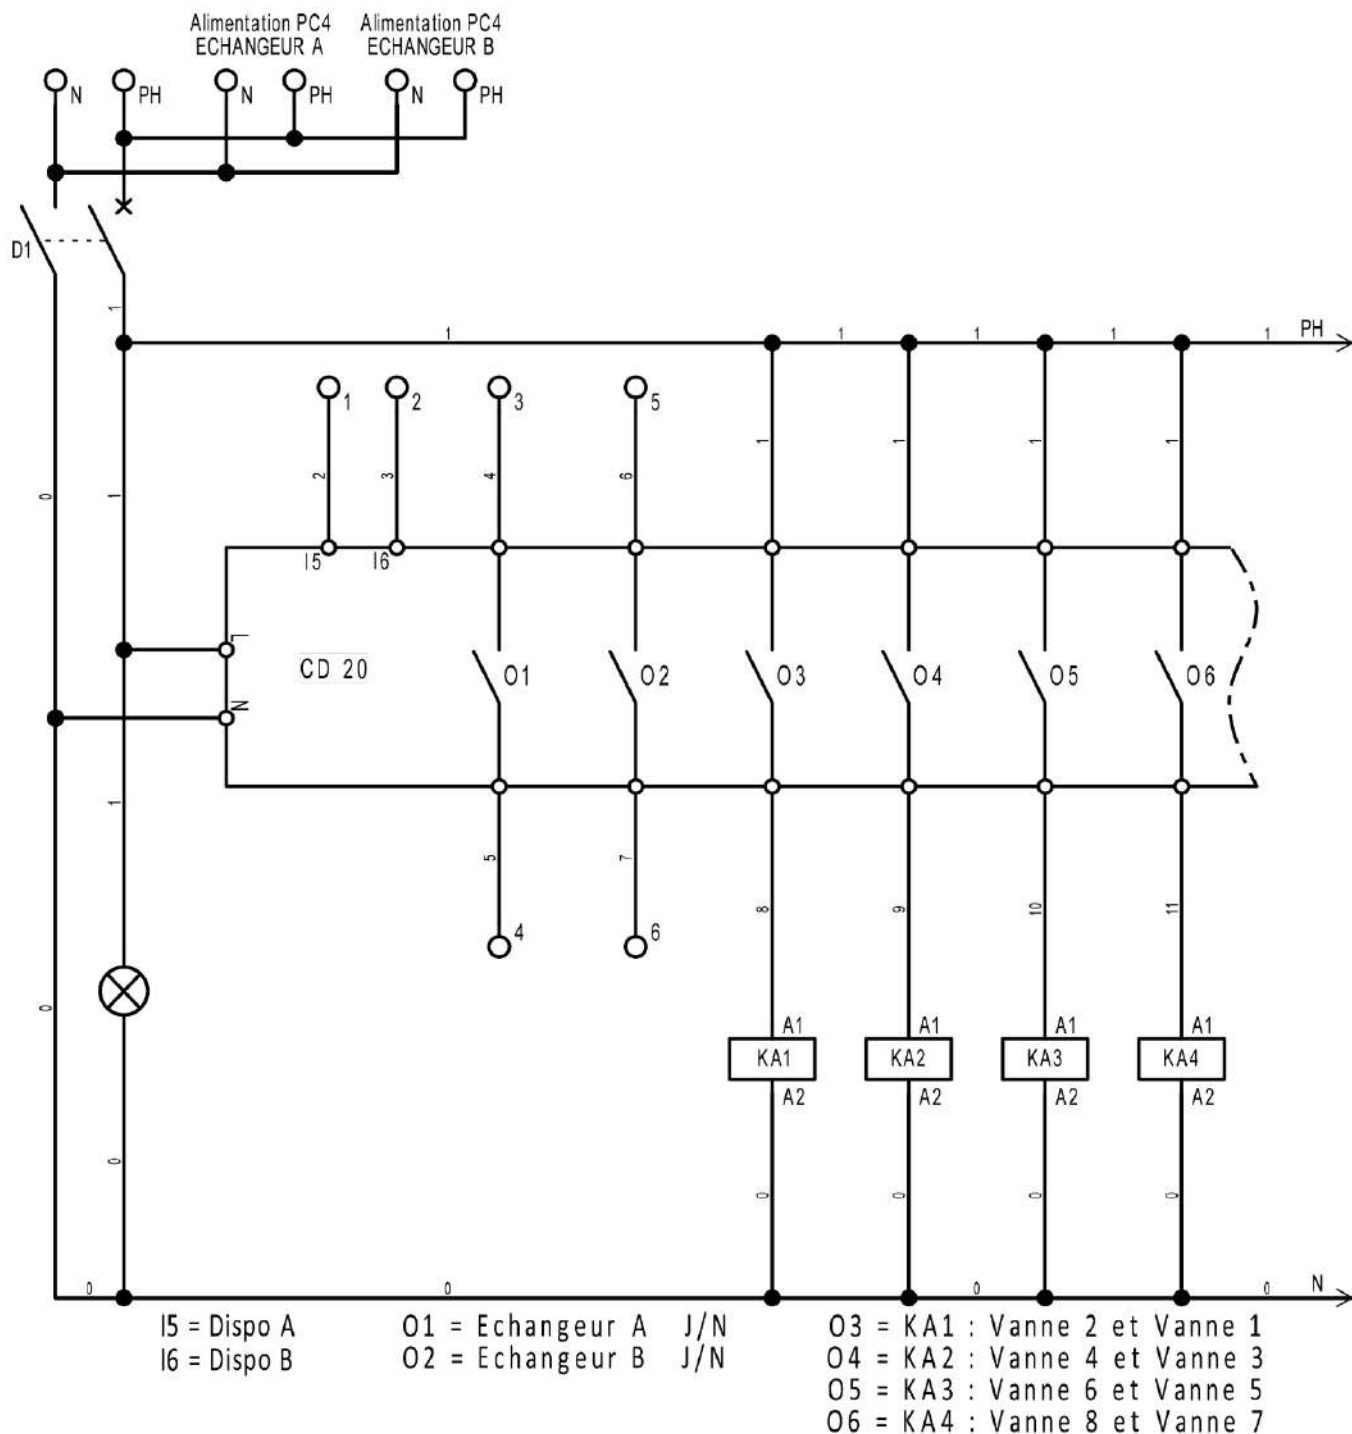 Alimentation PC4
ECHANGEUR A
Alimentation PC4
ECHANGEUR B
N
PH
N
PH
N
PH
D1
1
1
1
1
1
1
PH
1
2
3
5
0
1
2
3
4
6
1
1
1
1
I5
I6
L
N
CD 20
O1
O2
O3
O4
O5
O6
1
5
7
8
9
10
11
4
6
0
A1
A1
A1
A1
KA1
KA2
KA3
KA4
A2
A2
A2
A2
0
0
0
0
0
0
0
0
0
N
I5 = Dispo A
I6 = Dispo B
O1 = Echangeur A J/N
O2 = Echangeur B J/N
O3 = KA1 : Vanne 2 et Vanne 1
O4 = KA2 : Vanne 4 et Vanne 3
O5 = KA3 : Vanne 6 et Vanne 5
O6 = KA4 : Vanne 8 et Vanne 7